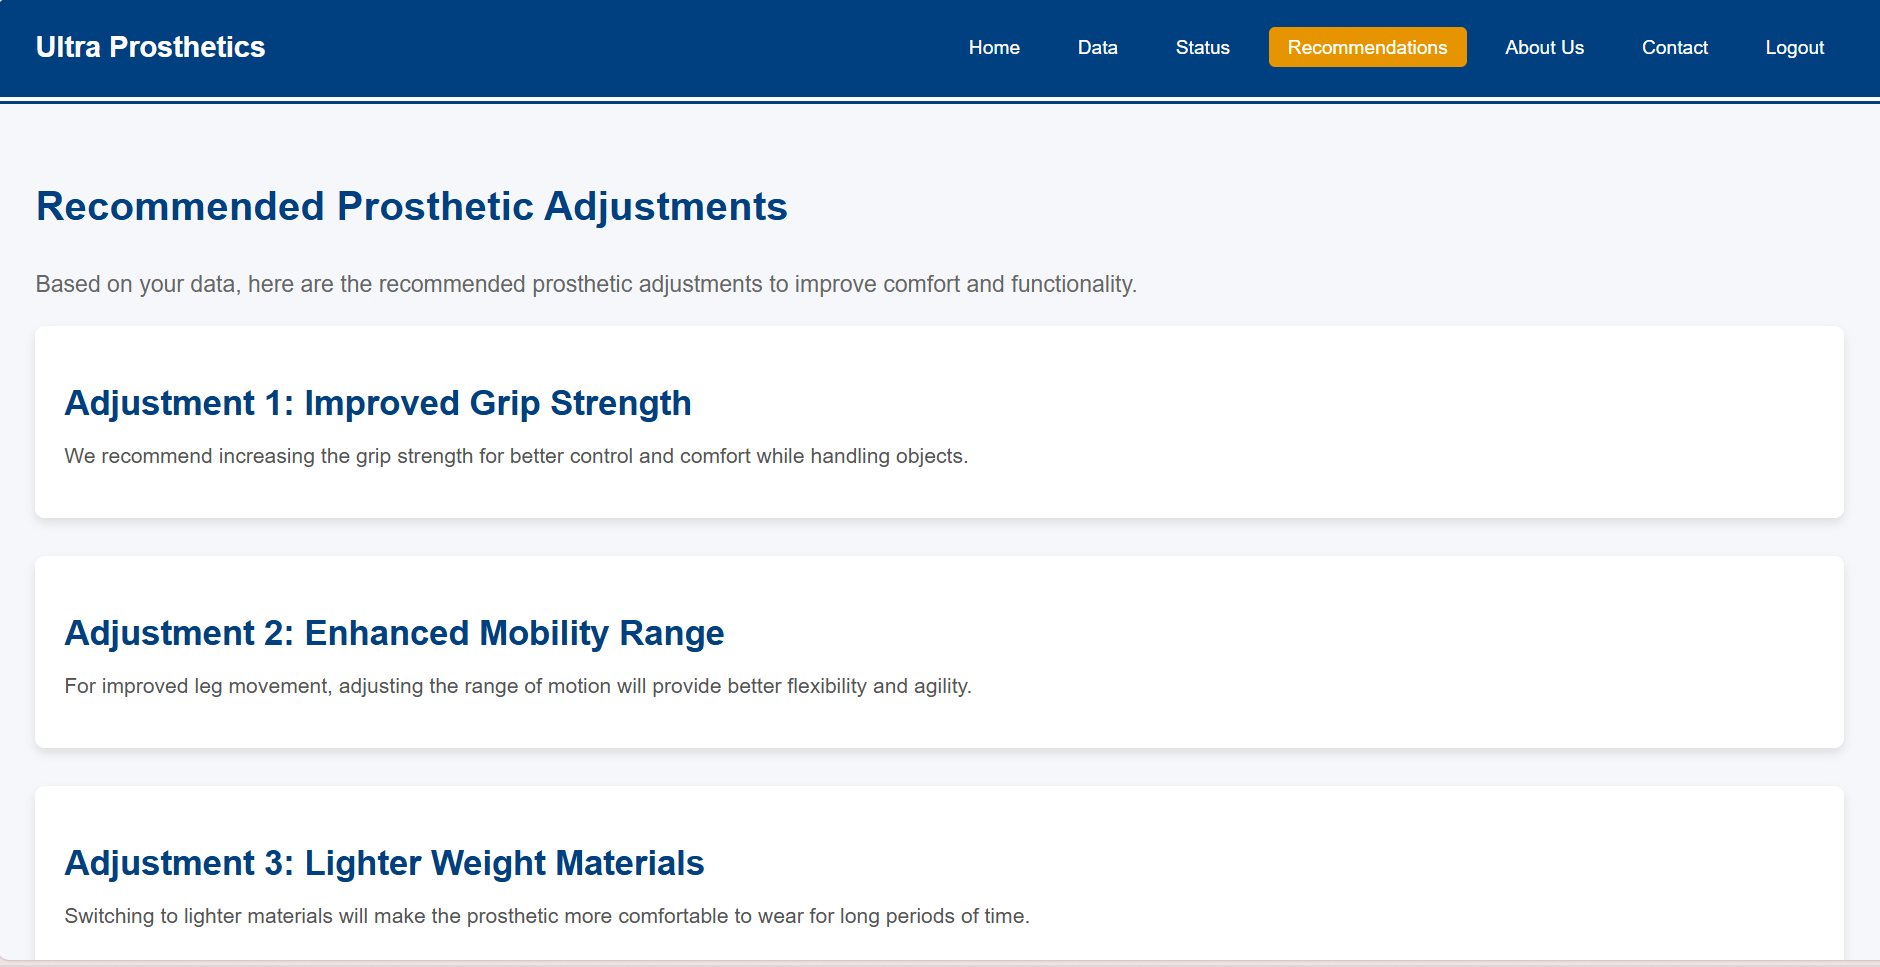 Ultra Prosthetics
Home Data Status Recommendations About Us Contact Logout
Recommended Prosthetic Adjustments
Based on your data, here are the recommended prosthetic adjustments to improve comfort and functionality.
Adjustment 1: Improved Grip Strength
We recommend increasing the grip strength for better control and comfort while handling objects.
Adjustment 2: Enhanced Mobility Range
For improved leg movement, adjusting the range of motion will provide better flexibility and agility.
Adjustment 3: Lighter Weight Materials
Switching to lighter materials will make the prosthetic more comfortable to wear for long periods of time.